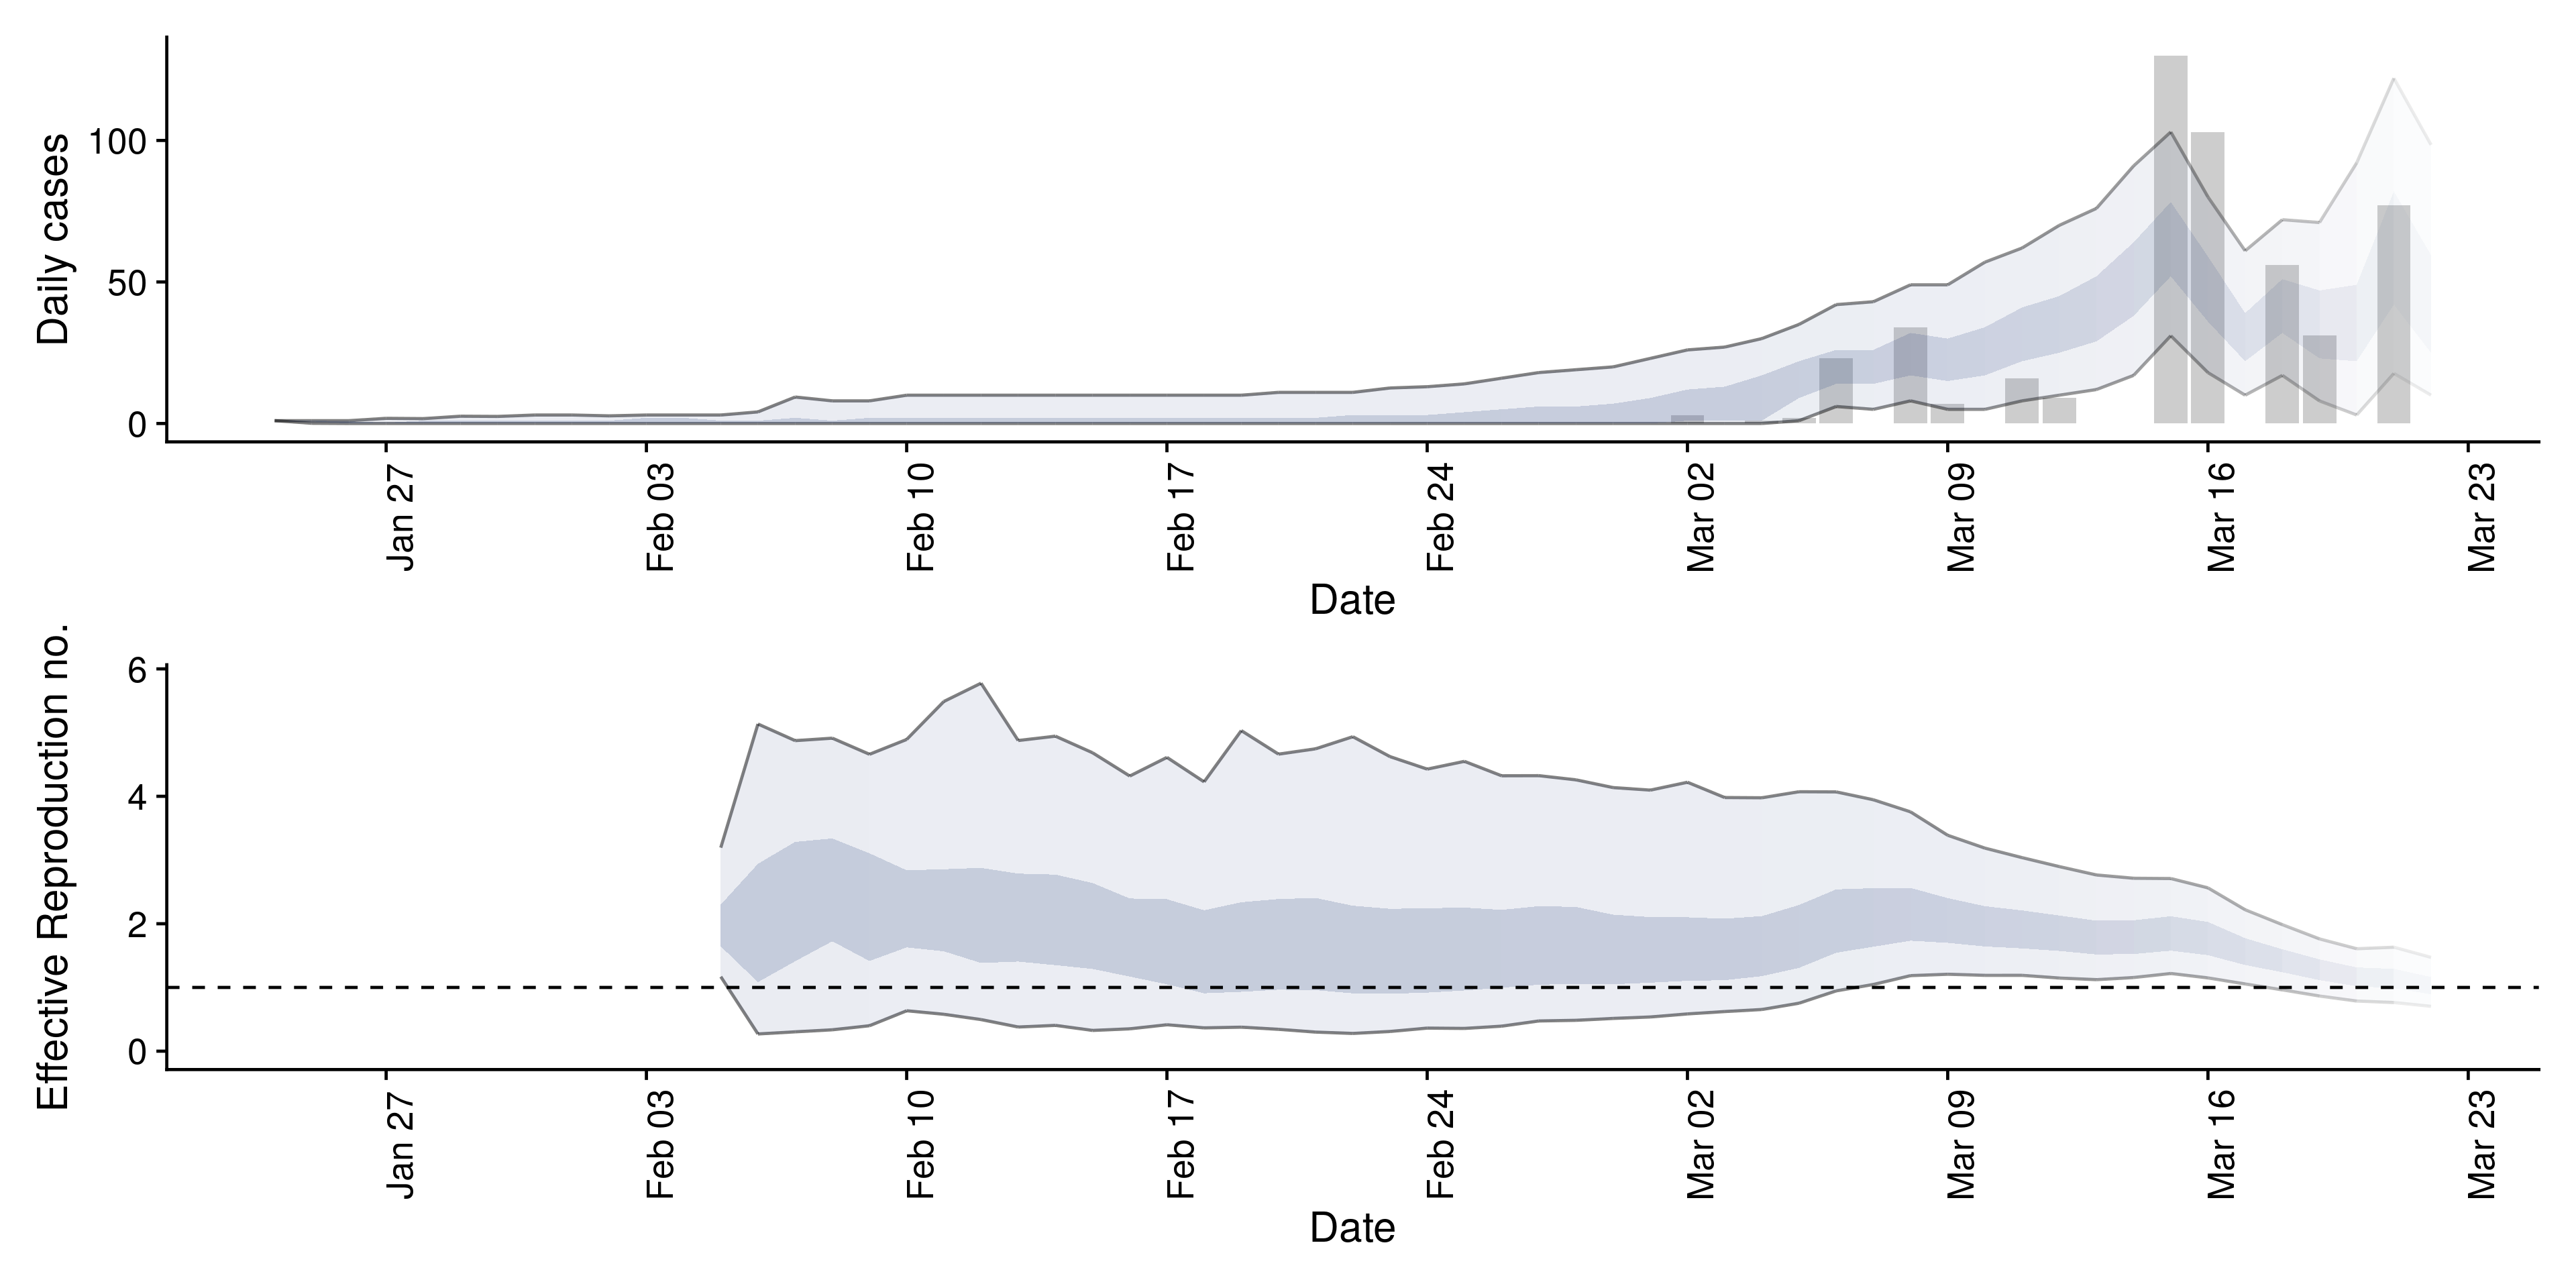 Daily cases
100
50
0
Jan 27
Feb 03
Feb 10
Feb 17
Feb 24
Mar 02
Mar 09
Mar 16
Mar 23
Date
Effective Reproduction no.
6
4
2
0
Jan 27
Feb 03
Feb 10
Feb 17
Feb 24
Mar 02
Mar 09
Mar 16
Mar 23
Date